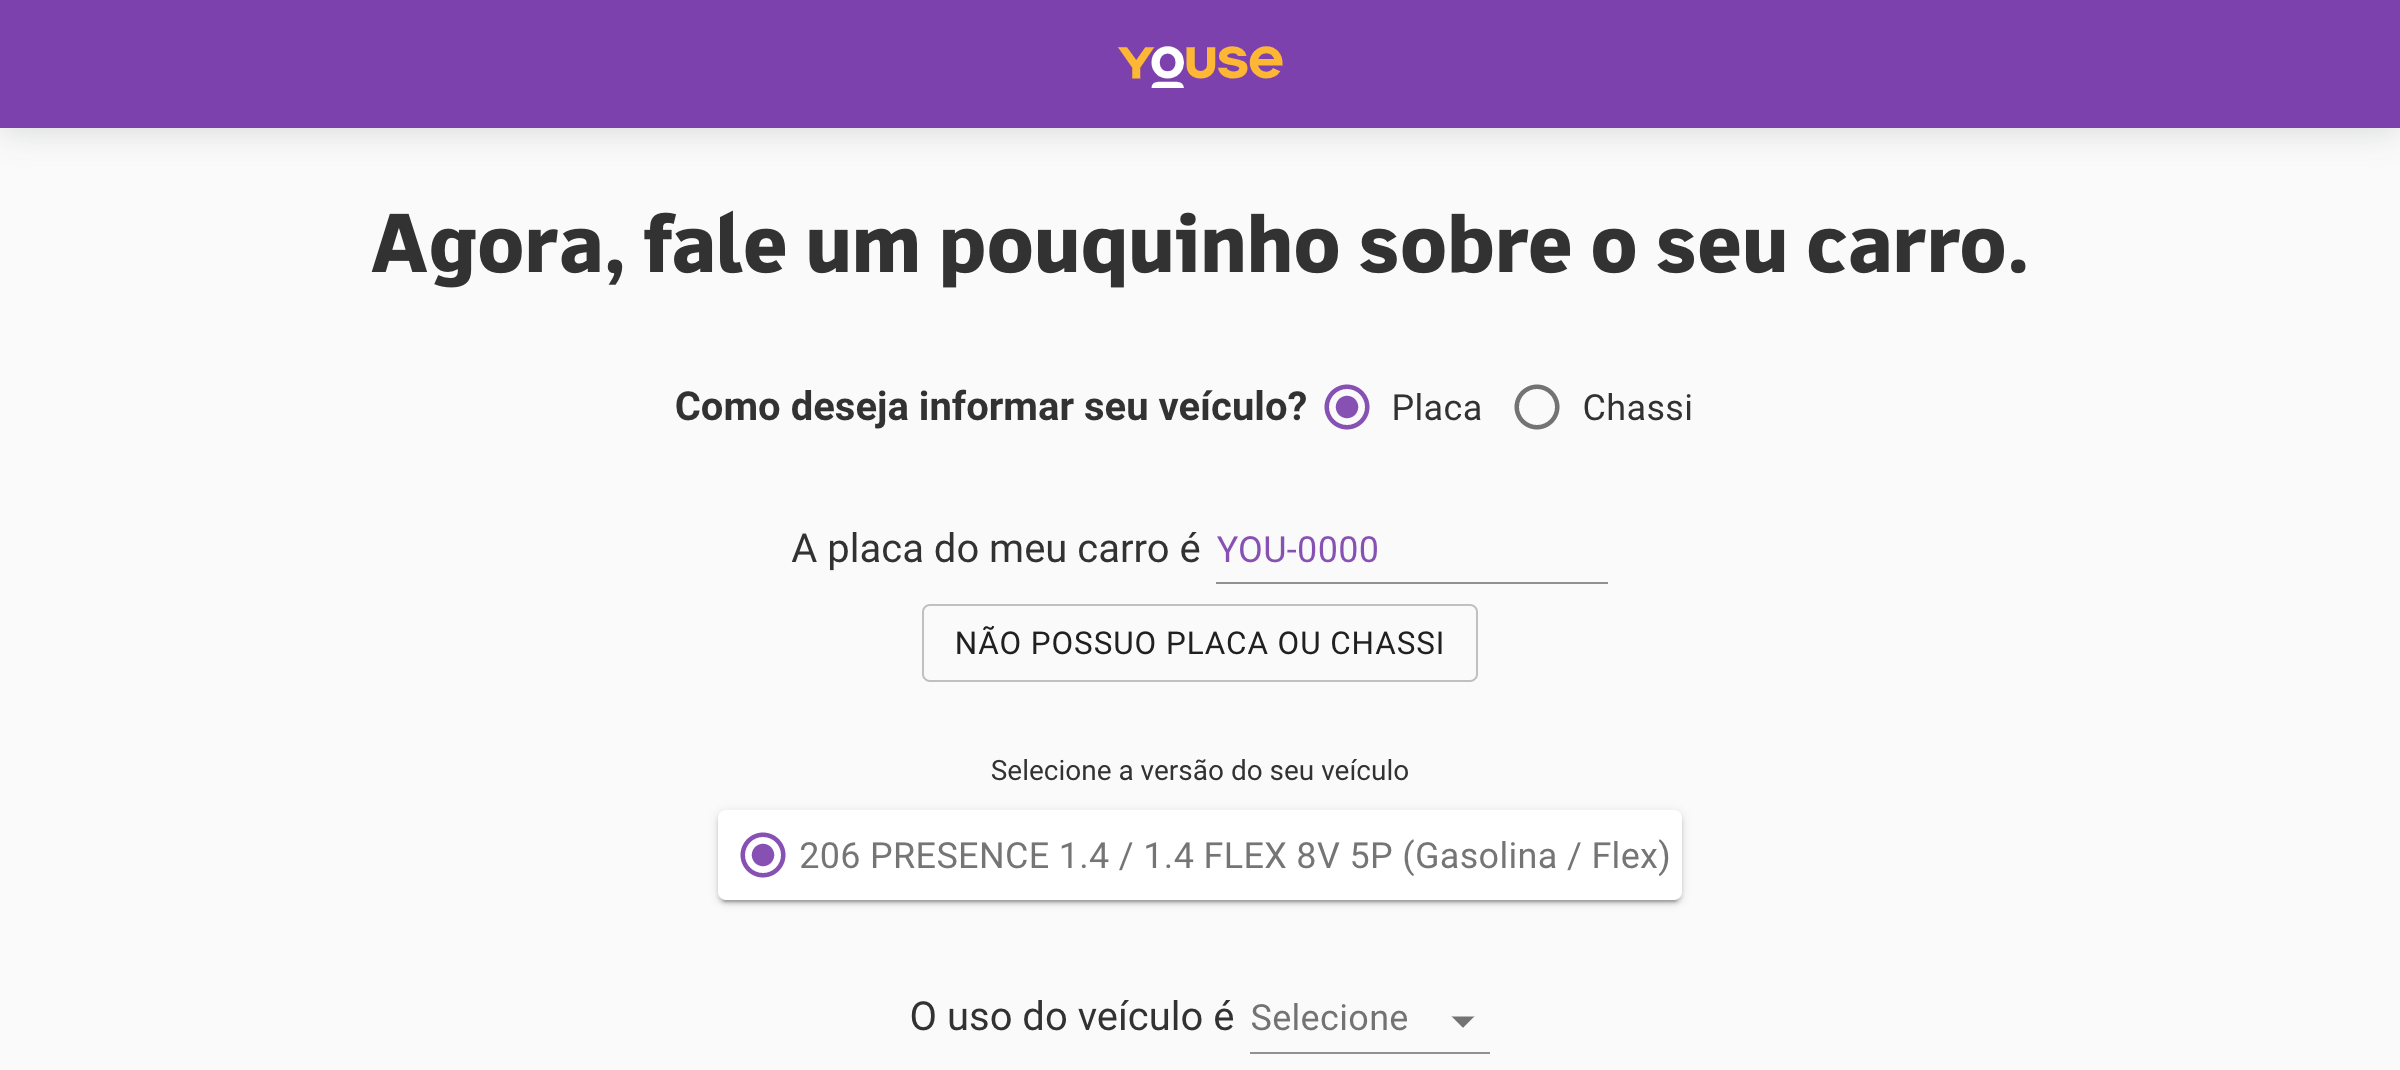 YOUSE
Agora, fale um pouquinho sobre o seu carro.
Como deseja informar seu veículo? Placa Chassi
A placa do meu carro é YOU-0000
NÃO POSSUO PLACA OU CHASSI
Selecione a versão do seu veículo
206 PRESENCE 1.4 / 1.4 FLEX 8V 5P (Gasolina / Flex)
O uso do veículo é Selecione